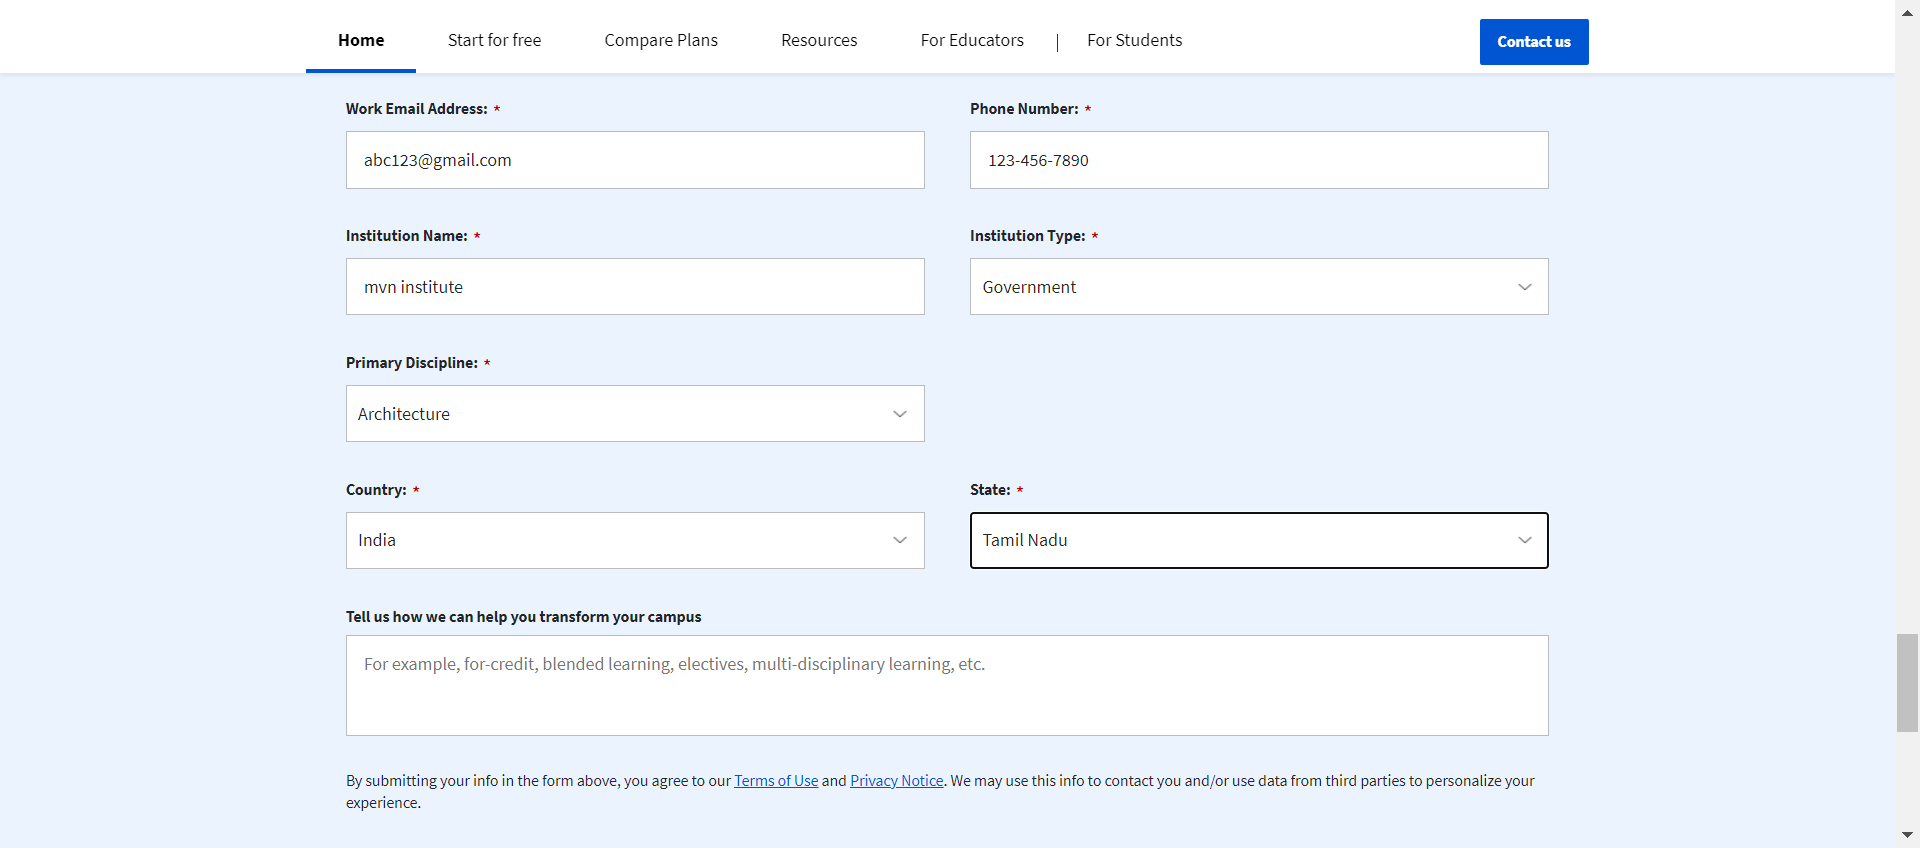 Home Start for free Compare Plans Resources For Educators | For Students Contact us
Work Email Address: * Phone Number: *
abc123@gmail.com 123-456-7890
Institution Name: * Institution Type: *
mvn institute Government
Primary Discipline: *
Architecture
Country: * State: *
India Tamil Nadu
Tell us how we can help you transform your campus
For example, for-credit, blended learning, electives, multi-disciplinary learning, etc.
By submitting your info in the form above, you agree to our Terms of Use and Privacy Notice. We may use this info to contact you and/or use data from third parties to personalize your
experience.